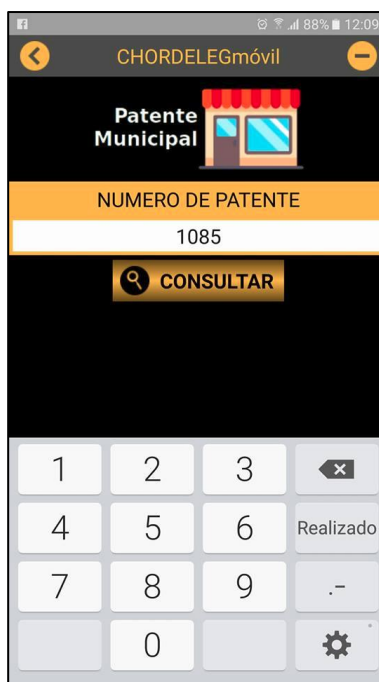 88% 12:09
CHORDELEGmóvil
Patente
Municipal
NUMERO DE PATENTE
1085
CONSULTAR
1 2 3
4 5 6 Realizado
7 8 9 .-
0